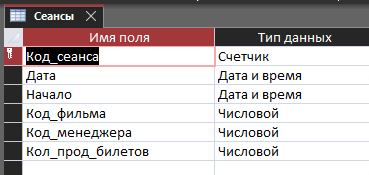 Сеансы
Имя поля Тип данных
Код_сеанса Счетчик
Дата Дата и время
Начало Дата и время
Код_фильма Числовой
Код_менеджера Числовой
Кол_прод_билетов Числовой